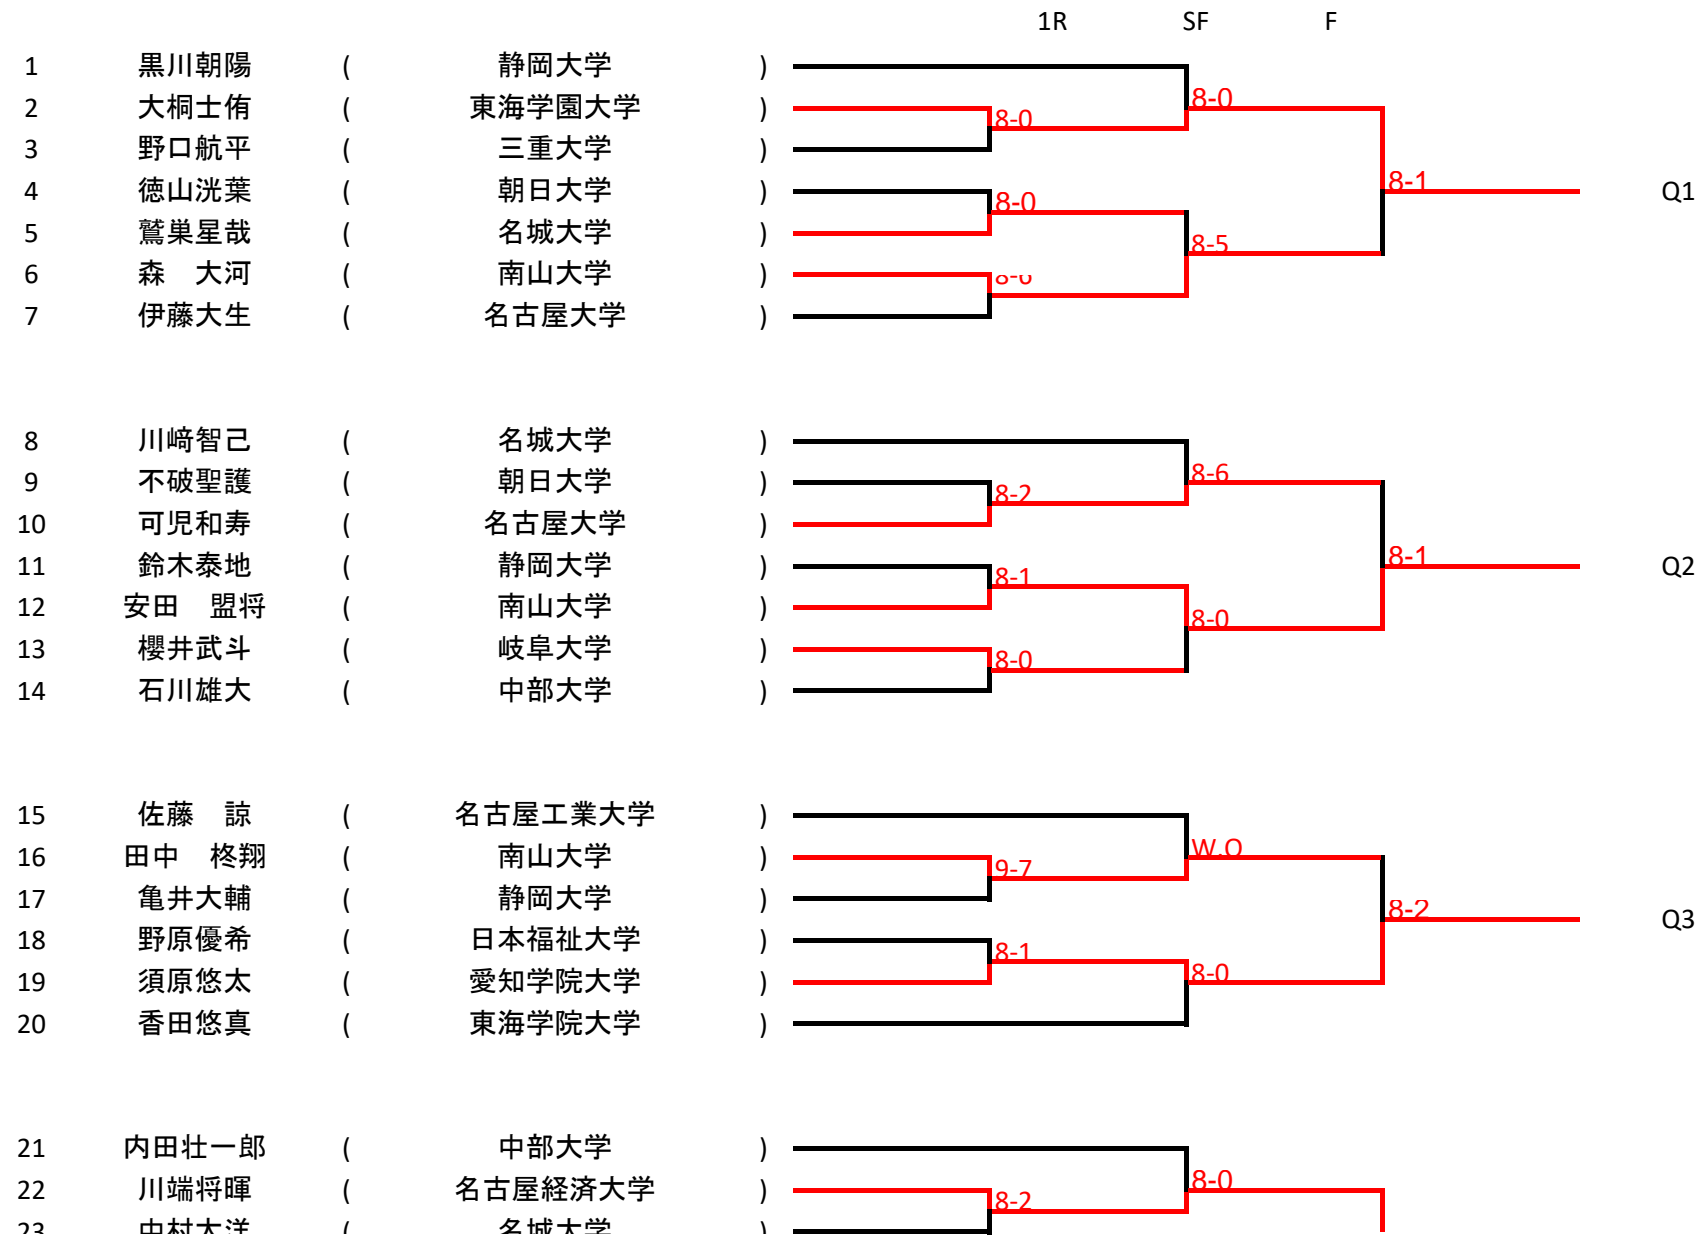 1R SF F
1 黒川朝陽 ( 静岡大学 )
8-0
2 大桐士侑 ( 東海学園大学 )
8-0
3 野口航平 ( 三重大学 )
4 徳山洸葉 ( 朝日大学 )
8-1 Q1
8-0
5 鷲巣星哉 ( 名城大学 )
8-5
6 森　大河 ( 南山大学 )
8-6
7 伊藤大生 ( 名古屋大学 )
8 川﨑智己 ( 名城大学 )
8-6
9 不破聖護 ( 朝日大学 )
8-2
10 可児和寿 ( 名古屋大学 )
11 鈴木泰地 ( 静岡大学 )
8-1 Q2
8-1
12 安田　盟将 ( 南山大学 )
8-0
13 櫻井武斗 ( 岐阜大学 )
8-0
14 石川雄大 ( 中部大学 )
15 佐藤　諒 ( 名古屋工業大学 )
W.O
16 田中　柊翔 ( 南山大学 )
9-7
17 亀井大輔 ( 静岡大学 )
8-2 Q3
18 野原優希 ( 日本福祉大学 )
8-1
19 須原悠太 ( 愛知学院大学 )
8-0
20 香田悠真 ( 東海学院大学 )
21 内田壮一郎 ( 中部大学 )
8-0
22 川端将暉 ( 名古屋経済大学 )
8-2
23 中村大洋 ( 名城大学 )